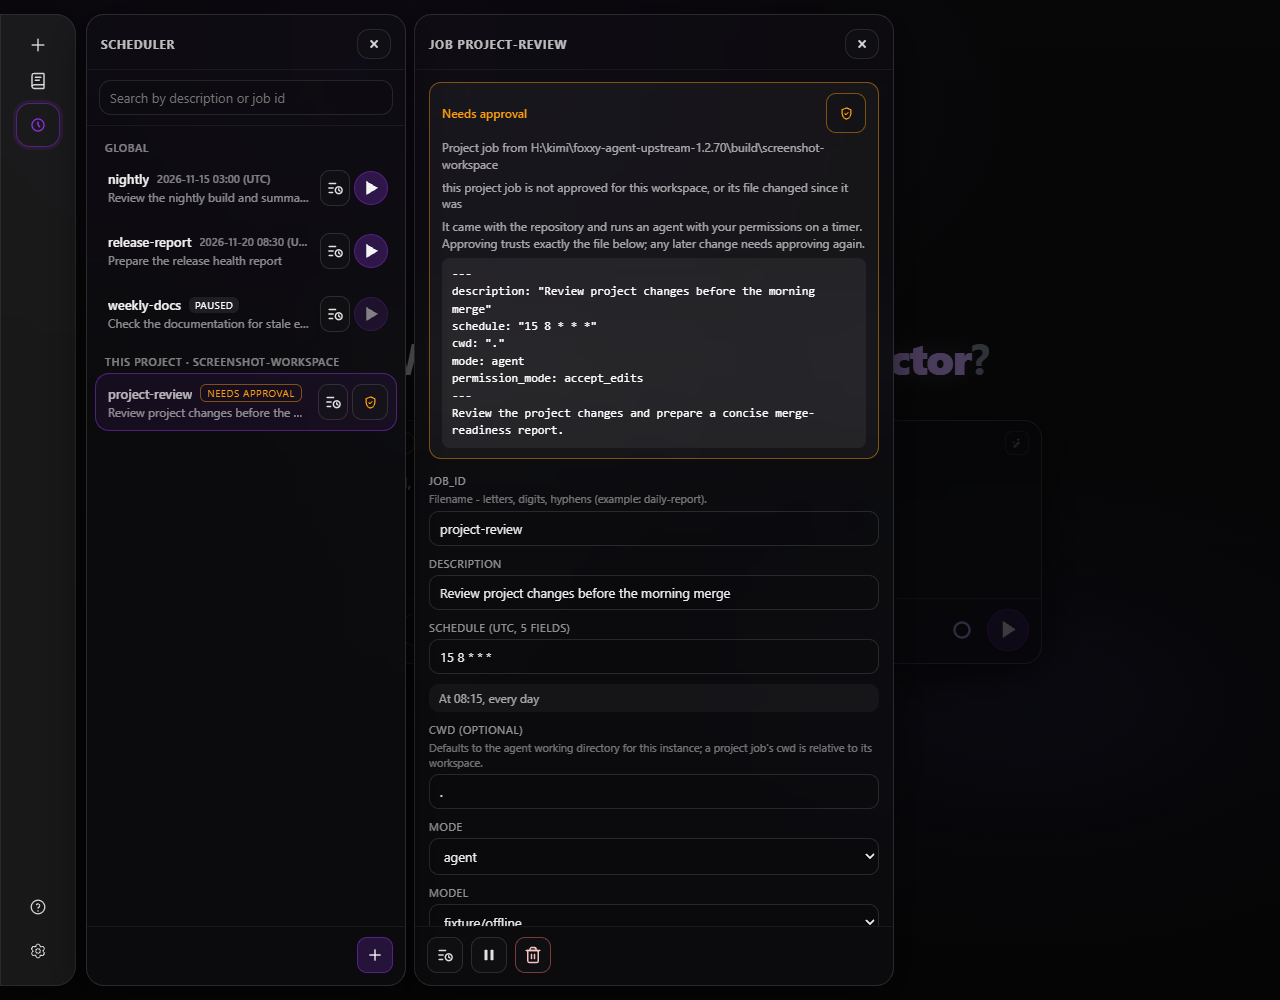 SCHEDULER
Search by description or job id
GLOBAL
nightly 2026-11-15 03:00 (UTC)
Review the nightly build and summa...
release-report 2026-11-20 08:30 (U...
Prepare the release health report
weekly-docs PAUSED
Check the documentation for stale e...
THIS PROJECT · SCREENSHOT-WORKSPACE
project-review NEEDS APPROVAL
Review project changes before the ...
JOB PROJECT-REVIEW
Needs approval
Project job from H:\kimi\foxxy-agent-upstream-1.2.70\build\screenshot-
workspace
this project job is not approved for this workspace, or its file changed since it
was
It came with the repository and runs an agent with your permissions on a timer.
Approving trusts exactly the file below; any later change needs approving again.
---
description: "Review project changes before the morning
merge"
schedule: "15 8 * * *"
cwd: "."
mode: agent
permission_mode: accept_edits
---
Review the project changes and prepare a concise merge-
readiness report.
JOB_ID
Filename - letters, digits, hyphens (example: daily-report).
project-review
DESCRIPTION
Review project changes before the morning merge
SCHEDULE (UTC, 5 FIELDS)
15 8 * * *
At 08:15, every day
CWD (OPTIONAL)
Defaults to the agent working directory for this instance; a project job's cwd is relative to its
workspace.
.
MODE
agent
MODEL
fixture/offline
ctor?